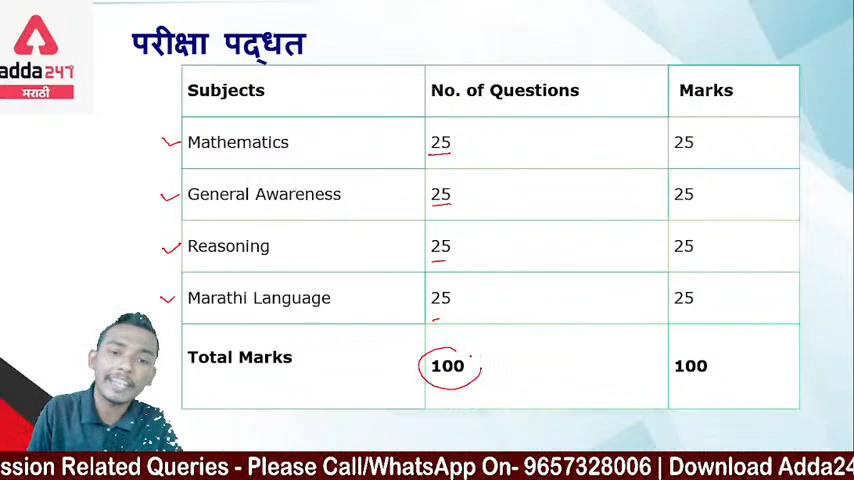 परीक्षा पद्धत
adda247
मराठी
Subjects No. of Questions Marks
Mathematics 25 25
General Awareness 25 25
Reasoning 25 25
Marathi Language 25 25
Total Marks 100 100
ssion Related Queries - Please Call/WhatsApp On- 9657328006 | Download Adda24